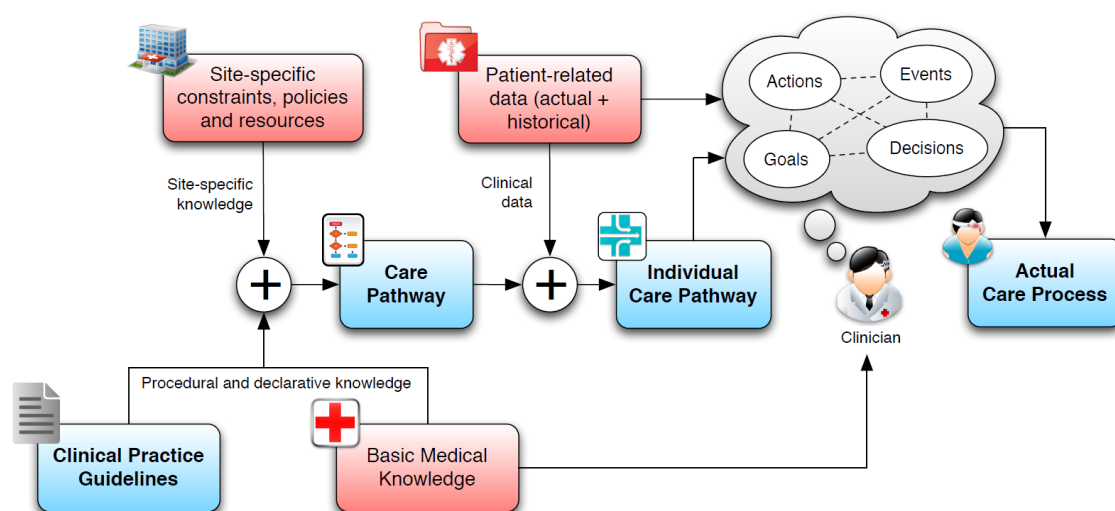 Site-specific
constraints, policies
and resources
Patient-related
data (actual +
historical)
Actions
Events
Goals
Decisions
Site-specific
knowledge
Clinical
data
Care
Pathway
Individual
Care Pathway
Actual
Care Process
Clinician
Procedural and declarative knowledge
Clinical Practice
Guidelines
Basic Medical
Knowledge